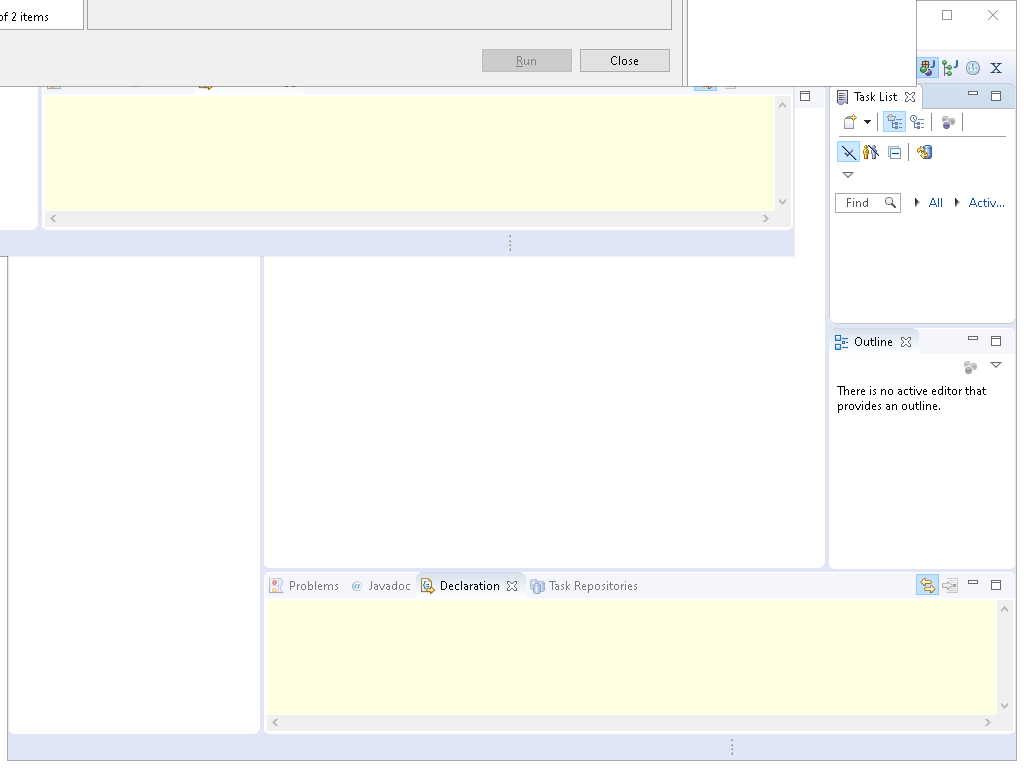 of 2 items
Run
Close
Task List
Find
All
Activ...
Outline
There is no active editor that
provides an outline.
Problems
@ Javadoc
Declaration
Task Repositories